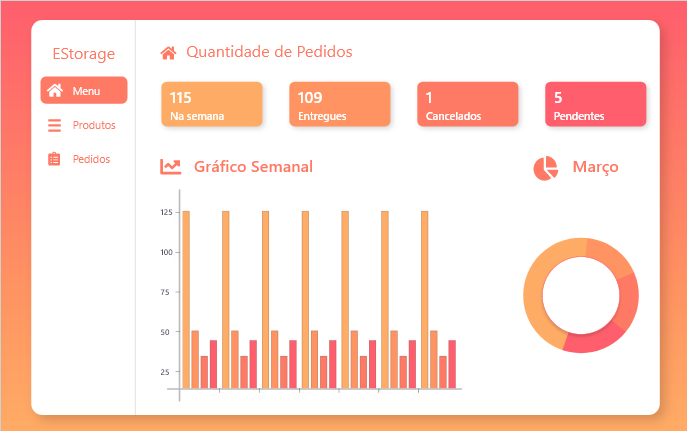 EStorage
Menu
Produtos
Pedidos
Quantidade de Pedidos
115
Na semana
109
Entregues
1
Cancelados
5
Pendentes
Gráfico Semanal
Março
125
100
75
50
25